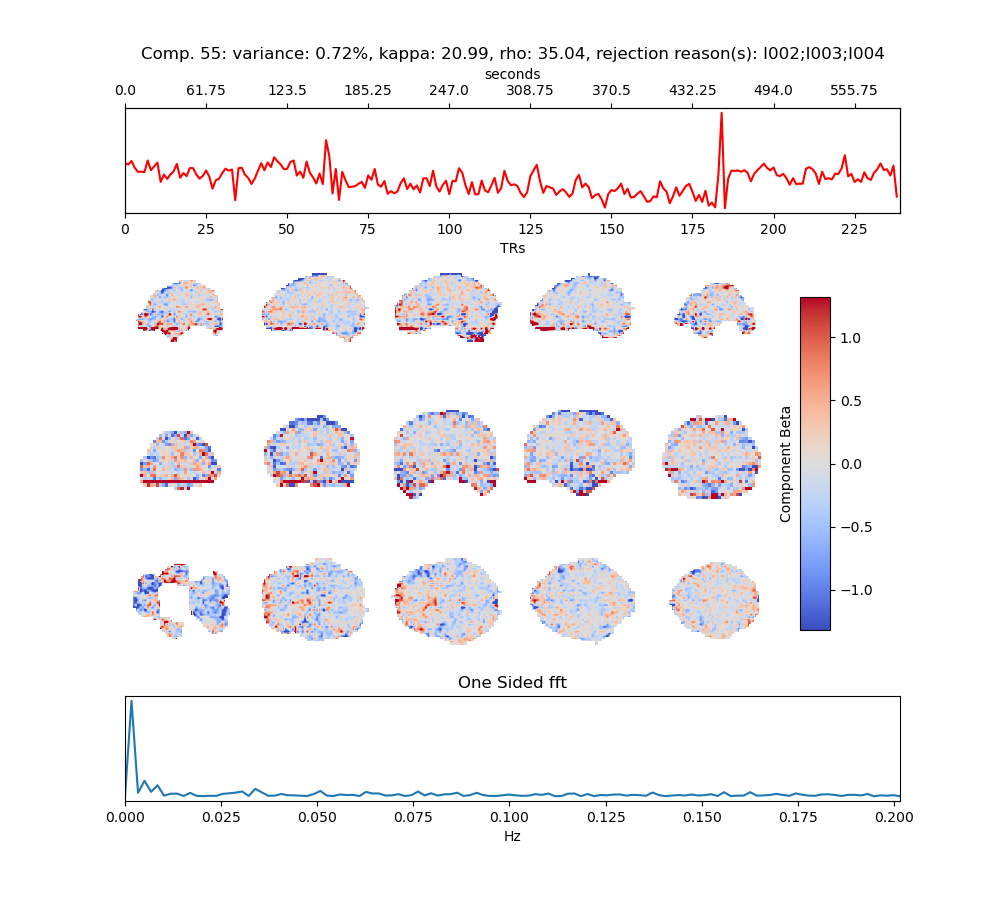 Comp. 55: variance: 0.72%, kappa: 20.99, rho: 35.04, rejection reason(s): I002;I003;I004
seconds
0.0 61.75 123.5 185.25 247.0 308.75 370.5 432.25 494.0 555.75
0 25 50 75 100 125 150 175 200 225
TRs
1.0
0.5
0.0
−0.5
−1.0
Component Beta
One Sided fft
0.000 0.025 0.050 0.075 0.100 0.125 0.150 0.175 0.200
Hz